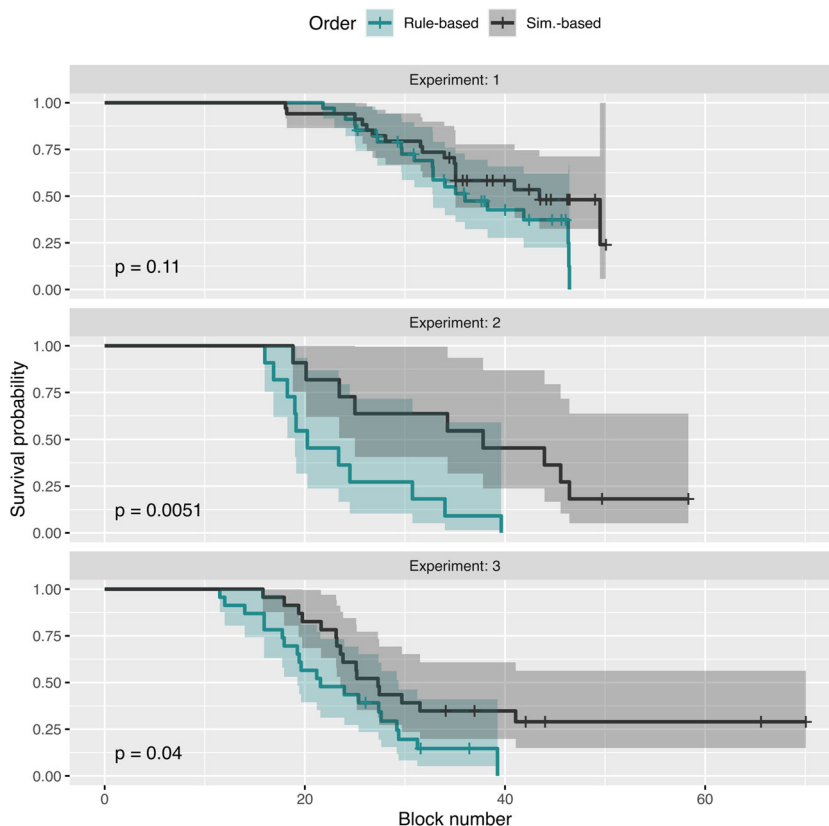 Order Rule-based Sim.-based
Experiment: 1
1.00
0.75
0.50
0.25
p = 0.11
0.00
Experiment: 2
1.00
0.75
0.50
0.25
p = 0.0051
0.00
Survival probability
Experiment: 3
1.00
0.75
0.50
0.25
p = 0.04
0.00
0 20 40 60
Block number